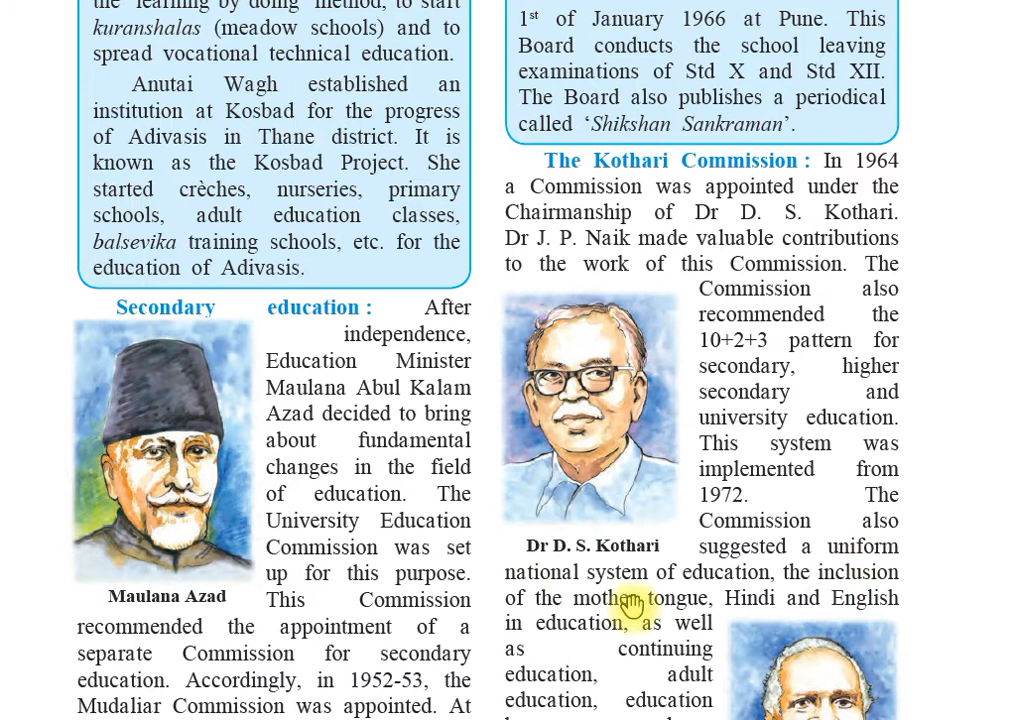 the 'learning by doing' method, to start
kuranshalas (meadow schools) and to
spread vocational technical education.
Anutai Wagh established an
institution at Kosbad for the progress
of Adivasis in Thane district. It is
known as the Kosbad Project. She
started crèches, nurseries, primary
schools, adult education classes,
balsevika training schools, etc. for the
education of Adivasis.
Secondary education : After
independence,
Education Minister
Maulana Abul Kalam
Azad decided to bring
about fundamental
changes in the field
of education. The
University Education
Commission was set
up for this purpose.
Maulana Azad
This Commission
recommended the appointment of a
separate Commission for secondary
education. Accordingly, in 1952-53, the
Mudaliar Commission was appointed. At
1st of January 1966 at Pune. This
Board conducts the school leaving
examinations of Std X and Std XII.
The Board also publishes a periodical
called 'Shikshan Sankraman'.
The Kothari Commission : In 1964
a Commission was appointed under the
Chairmanship of Dr D. S. Kothari.
Dr J. P. Naik made valuable contributions
to the work of this Commission. The
Commission also
recommended the
10+2+3 pattern for
secondary, higher
secondary and
university education.
This system was
implemented from
1972. The
Commission also
Dr D. S. Kothari
suggested a uniform
national system of education, the inclusion
of the mother tongue, Hindi and English
in education, as well
as continuing
education, adult
education, education